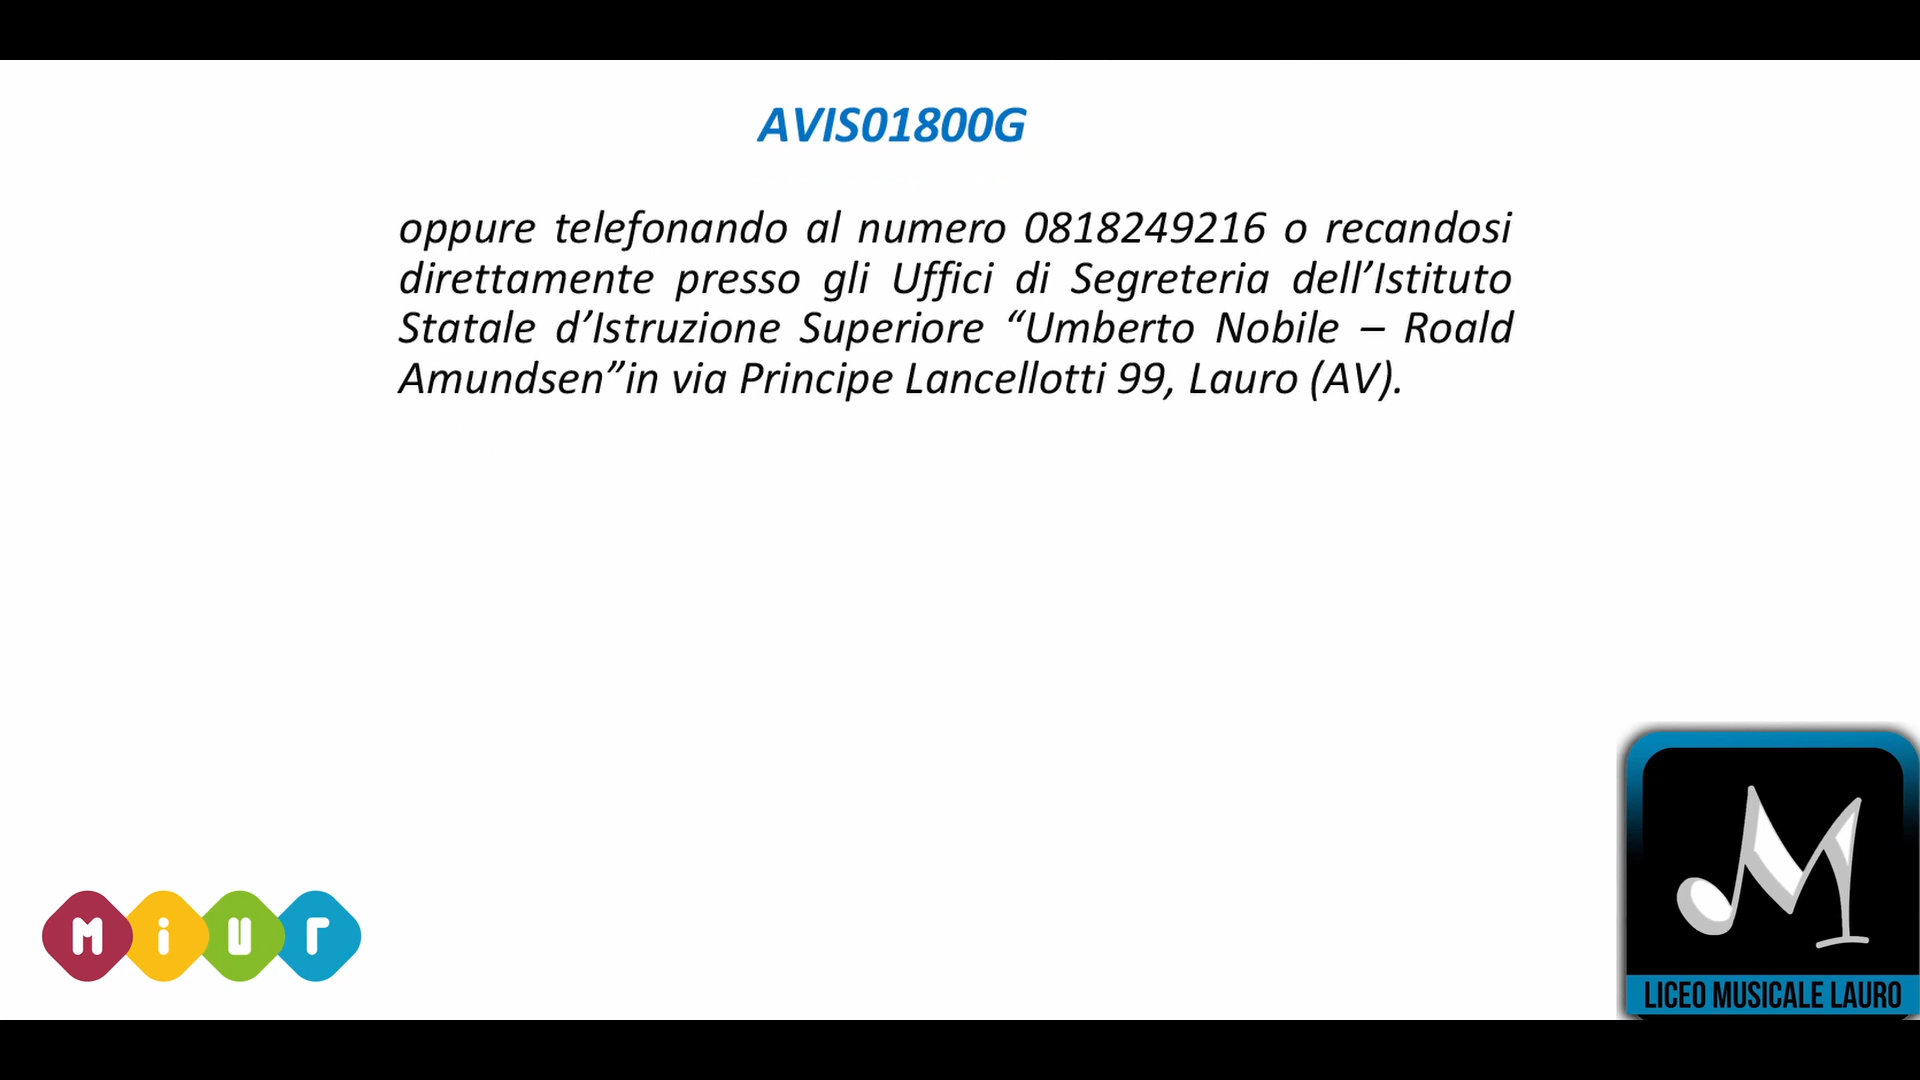 AVIS01800G
oppure telefonando al numero 0818249216 o recandosi
direttamente presso gli Uffici di Segreteria dell’Istituto
Statale d’Istruzione Superiore “Umberto Nobile – Roald
Amundsen”in via Principe Lancellotti 99, Lauro (AV).
Miur
M
LICEO MUSICALE LAURO